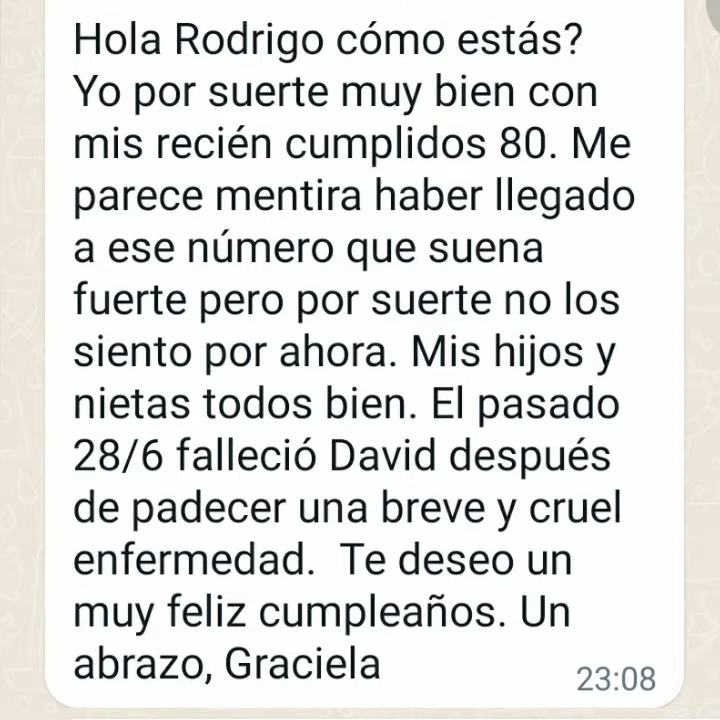 Hola Rodrigo cómo estás?
Yo por suerte muy bien con
mis recién cumplidos 80. Me
parece mentira haber llegado
a ese número que suena
fuerte pero por suerte no los
siento por ahora. Mis hijos y
nietas todos bien. El pasado
28/6 falleció David después
de padecer una breve y cruel
enfermedad.  Te deseo un
muy feliz cumpleaños. Un
abrazo, Graciela
23:08